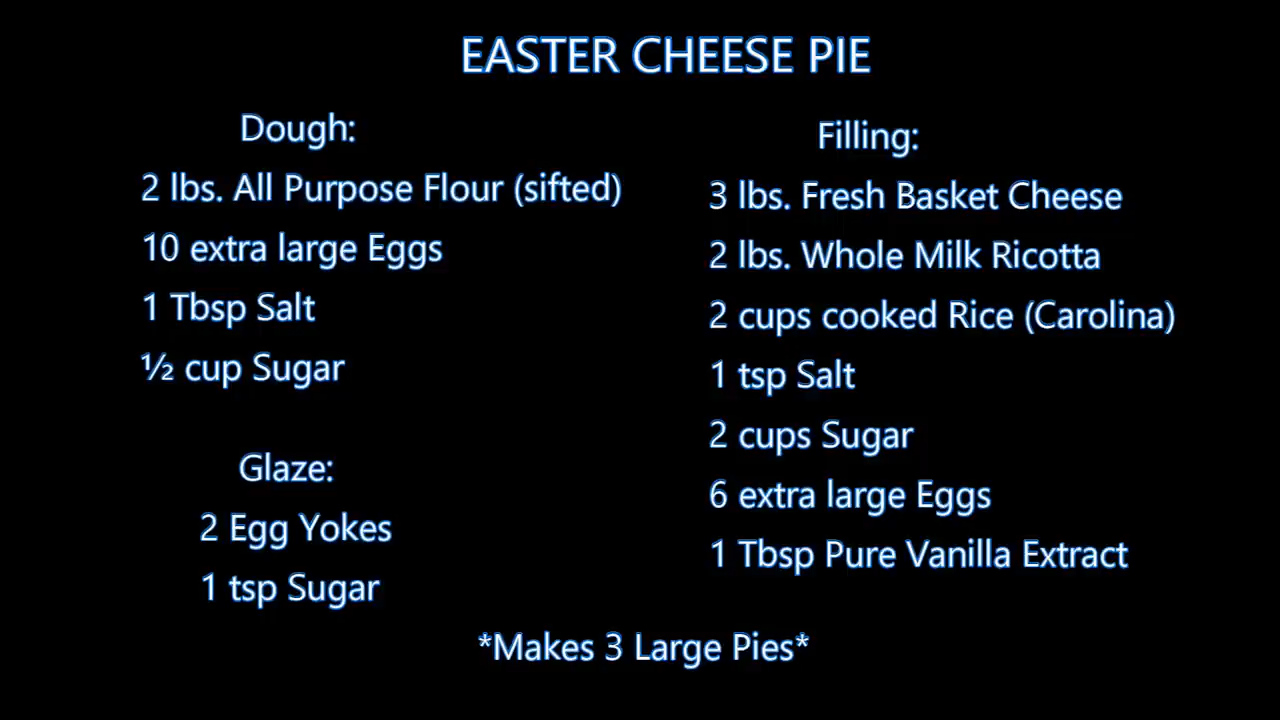 EASTER CHEESE PIE
Dough:
2 lbs. All Purpose Flour (sifted)
10 extra large Eggs
1 Tbsp Salt
½ cup Sugar
Glaze:
2 Egg Yokes
1 tsp Sugar
Filling:
3 lbs. Fresh Basket Cheese
2 lbs. Whole Milk Ricotta
2 cups cooked Rice (Carolina)
1 tsp Salt
2 cups Sugar
6 extra large Eggs
1 Tbsp Pure Vanilla Extract
*Makes 3 Large Pies*